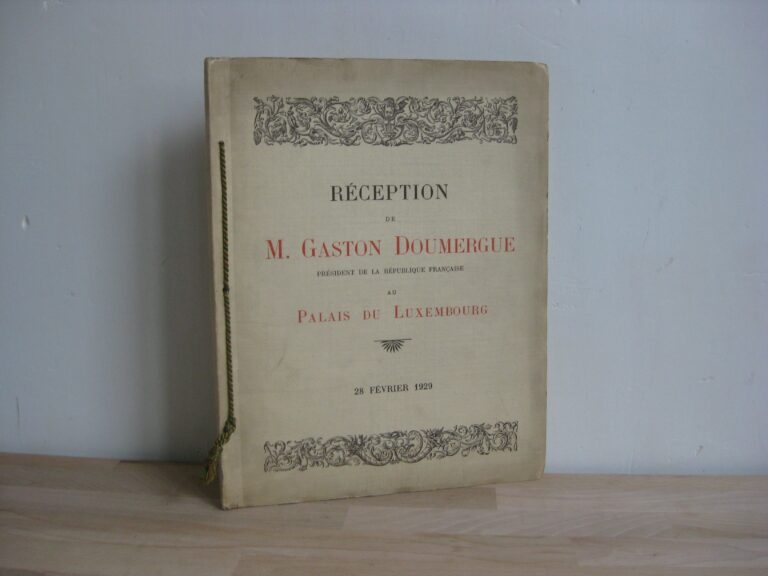 RÉCEPTION
DE
M. GASTON DOUMERGUE
PRÉSIDENT DE LA RÉPUBLIQUE FRANÇAISE
AU
PALAIS DU LUXEMBOURG
28 FÉVRIER 1929